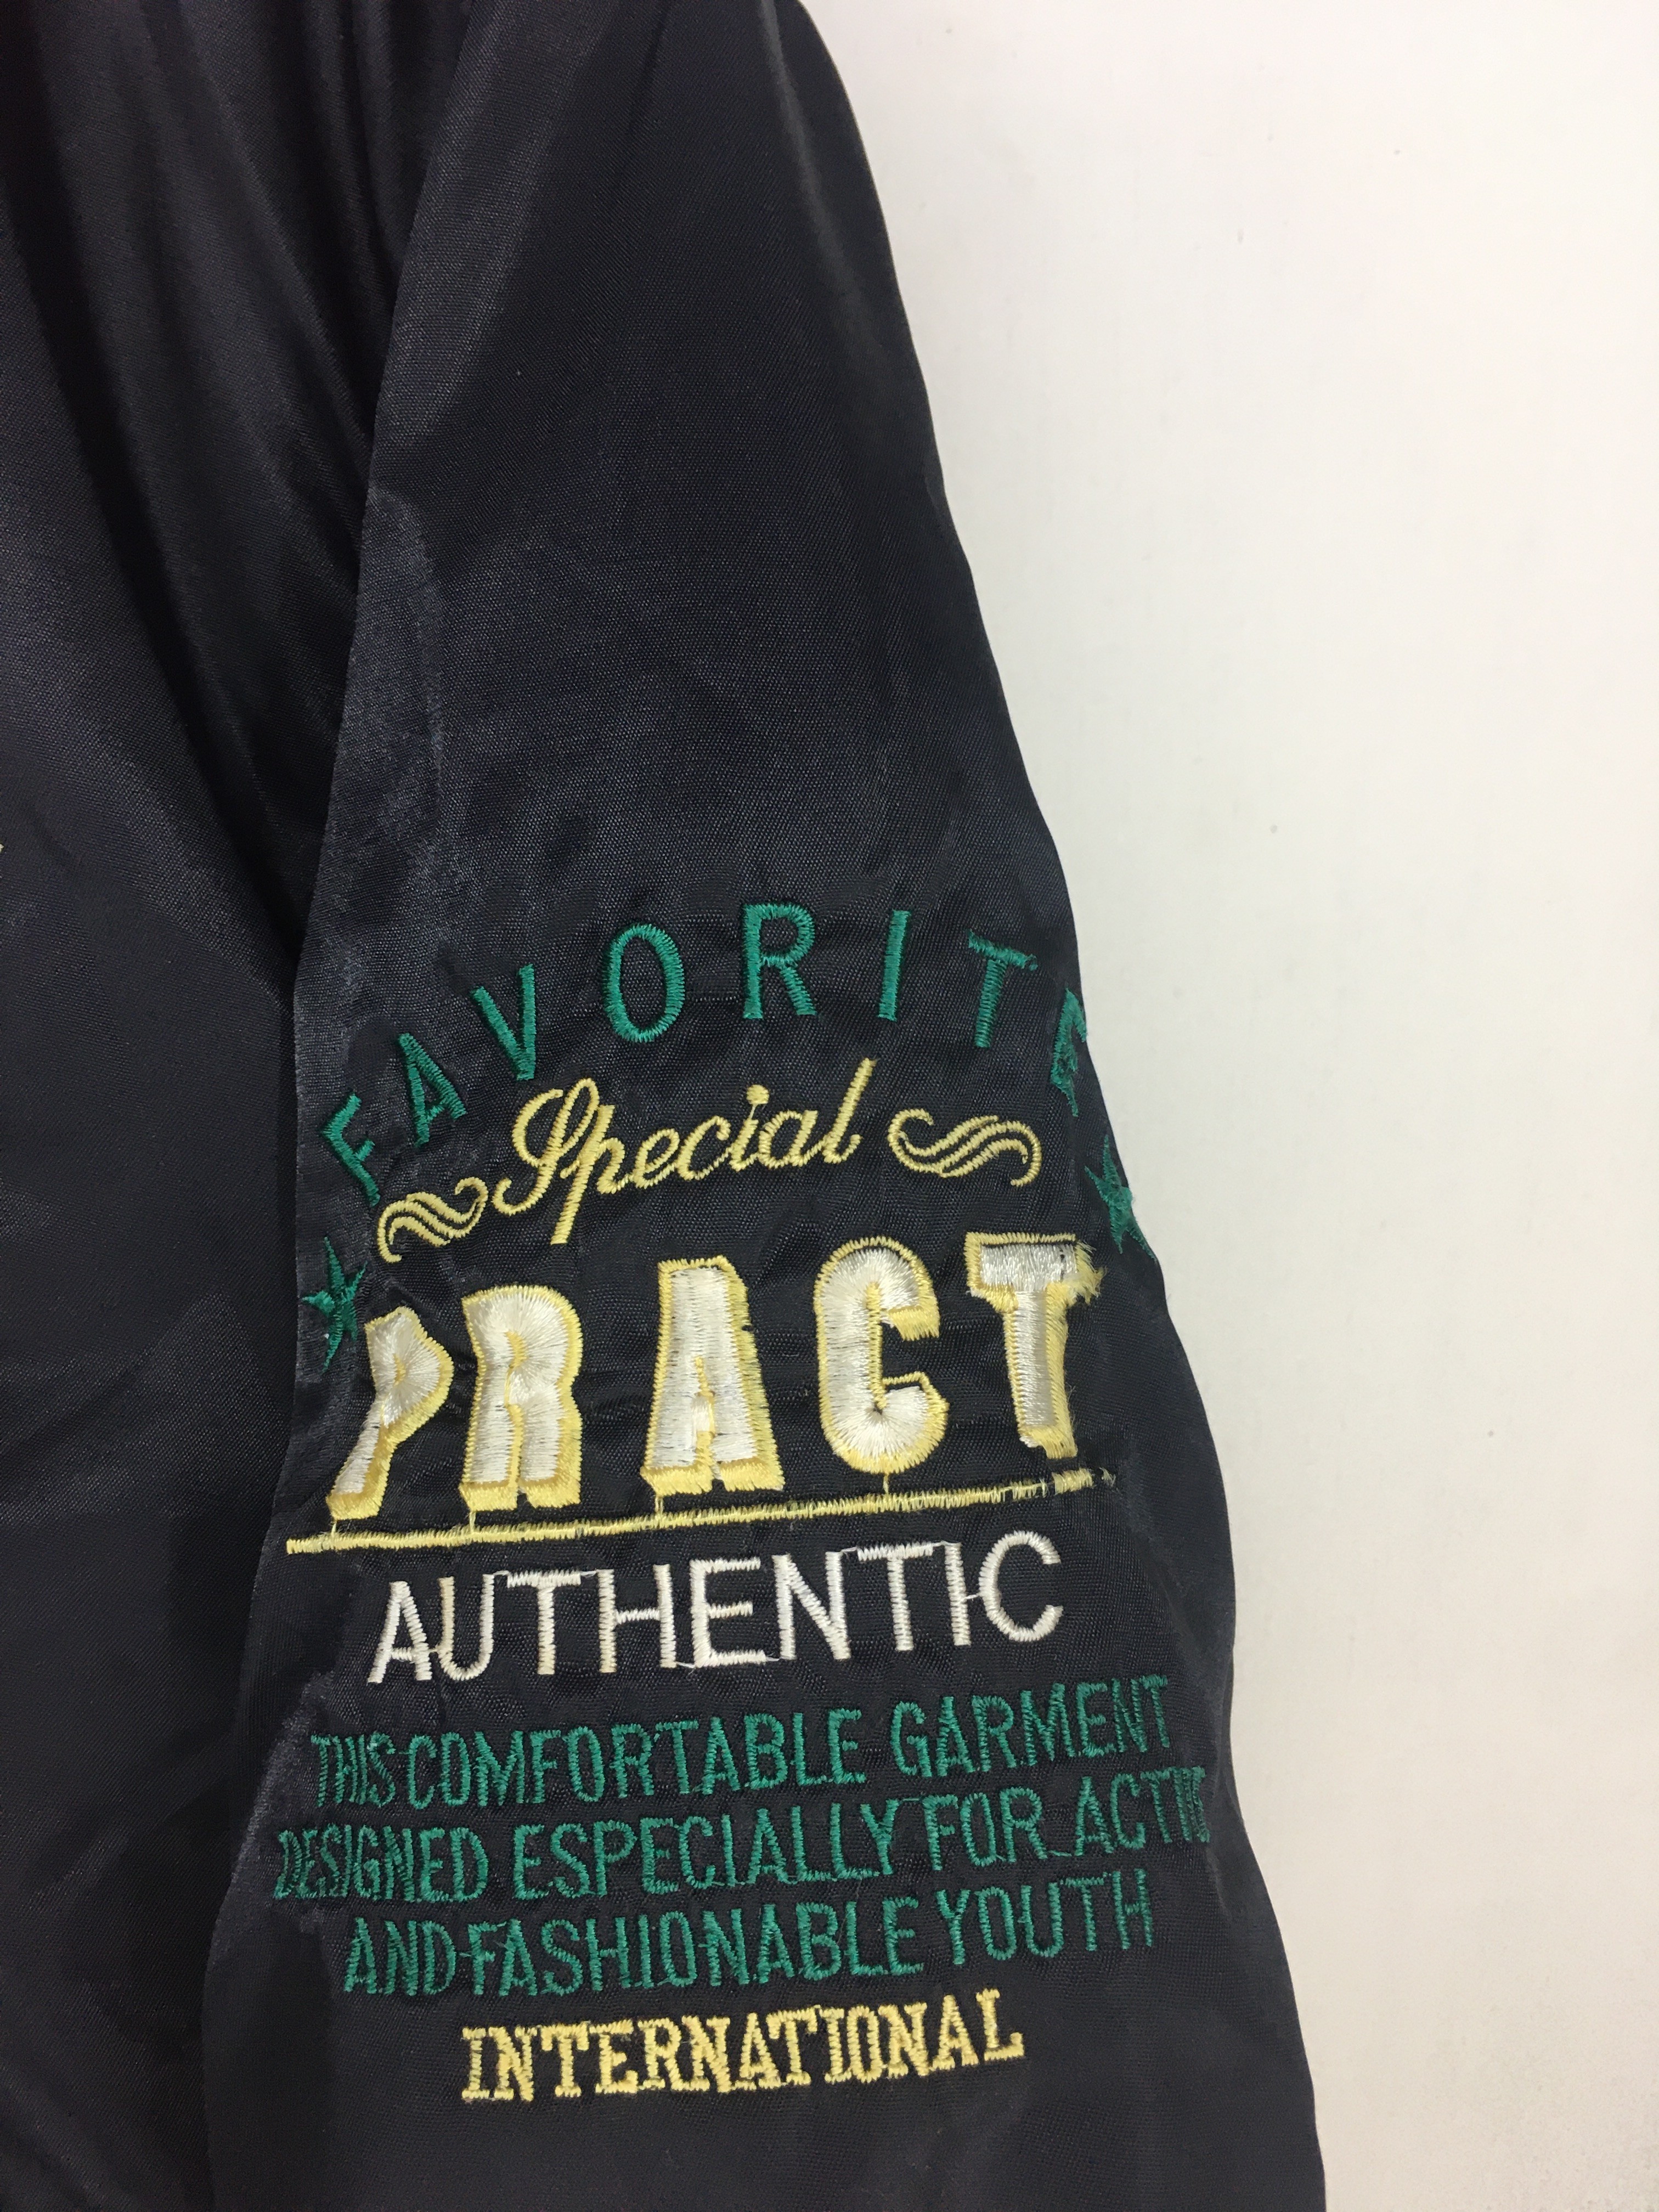 FAVORITE
Special
PRACT
AUTHENTIC
THIS COMFORTABLE GARMENT
DESIGNED ESPECIALLY FOR ACTIVE
AND FASHIONABLE YOUTH
INTERNATIONAL